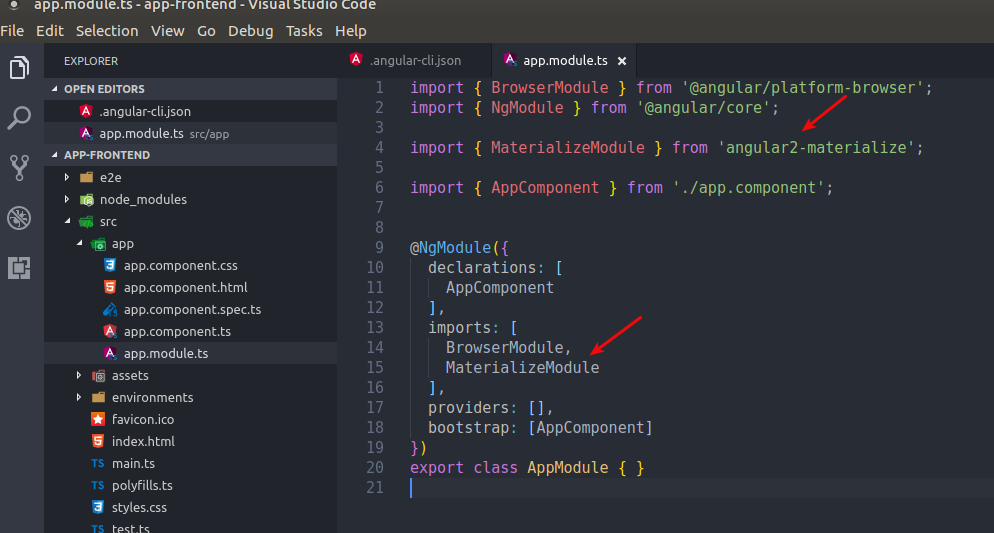 app.module.ts - app-frontend - Visual Studio Code
File Edit Selection View Go Debug Tasks Help
EXPLORER
OPEN EDITORS
.angular-cli.json
app.module.ts src/app
APP-FRONTEND
e2e
node_modules
src
app
app.component.css
app.component.html
app.component.spec.ts
app.component.ts
app.module.ts
assets
environments
favicon.ico
index.html
TS main.ts
TS polyfills.ts
styles.css
TS test.ts
.angular-cli.json app.module.ts ×
1 import { BrowserModule } from '@angular/platform-browser';
2 import { NgModule } from '@angular/core';
3
4 import { MaterializeModule } from 'angular2-materialize';
5
6 import { AppComponent } from './app.component';
7
8
9 @NgModule({
10 declarations: [
11 AppComponent
12 ],
13 imports: [
14 BrowserModule,
15 MaterializeModule
16 ],
17 providers: [],
18 bootstrap: [AppComponent]
19 })
20 export class AppModule { }
21